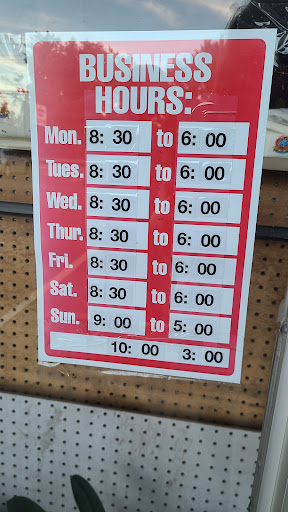 BUSINESS
HOURS:
Mon. 8: 30 to 6: 00
Tues. 8: 30 to 6: 00
Wed. 8: 30 to 6: 00
Thur. 8: 30 to 6: 00
Fri. 8: 30 to 6: 00
Sat. 8: 30 to 6: 00
Sun. 9: 00 to 5: 00
10: 00 3: 00